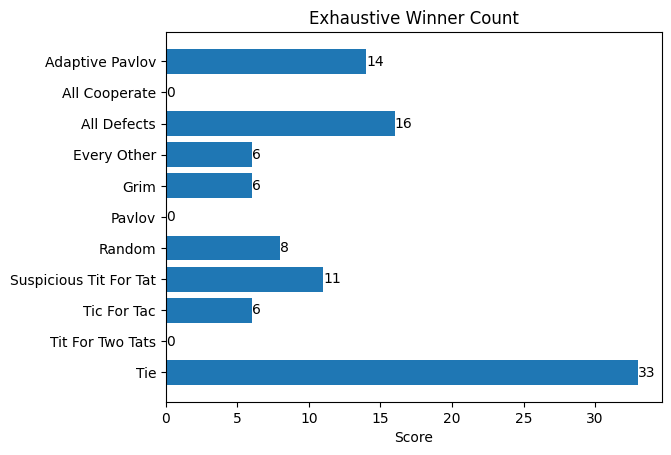 Exhaustive Winner Count
Adaptive Pavlov 14
All Cooperate 0
All Defects 16
Every Other 6
Grim 6
Pavlov 0
Random 8
Suspicious Tit For Tat 11
Tic For Tac 6
Tit For Two Tats 0
Tie 33
0 5 10 15 20 25 30
Score